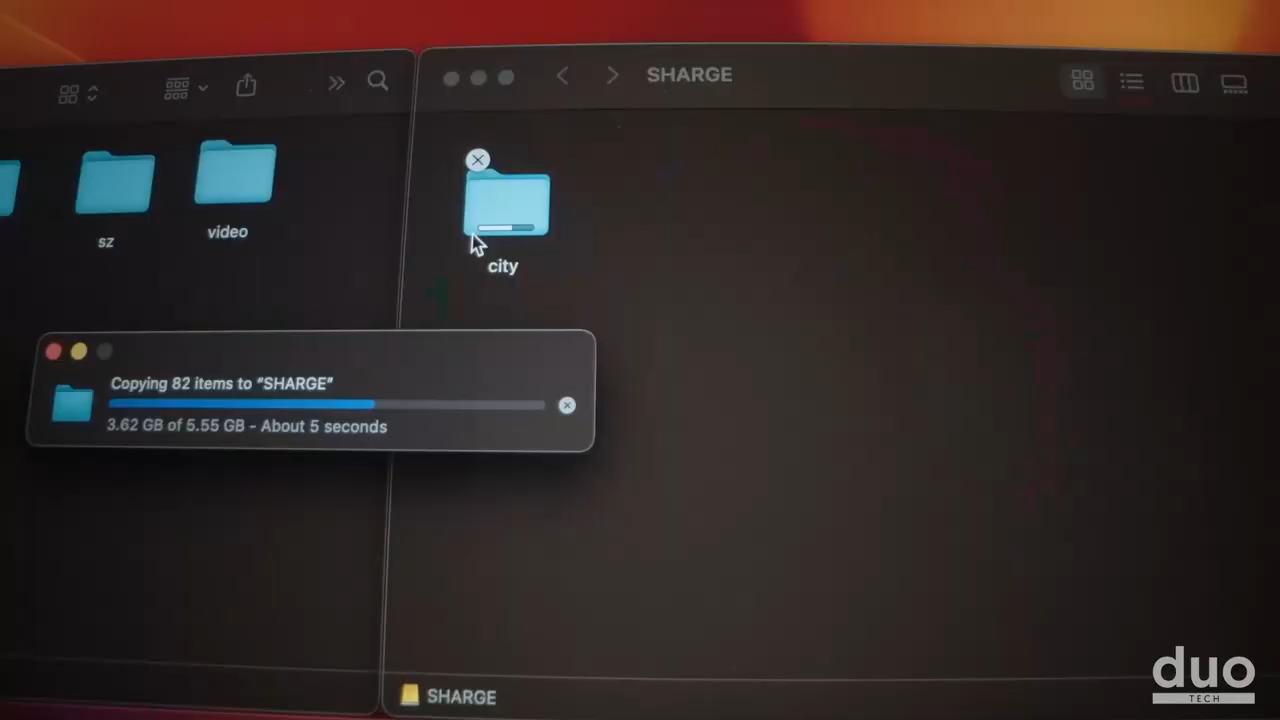 SHARGE
sz
video
city
Copying 82 items to “SHARGE”
3.62 GB of 5.55 GB – About 5 seconds
SHARGE
duo
TECH